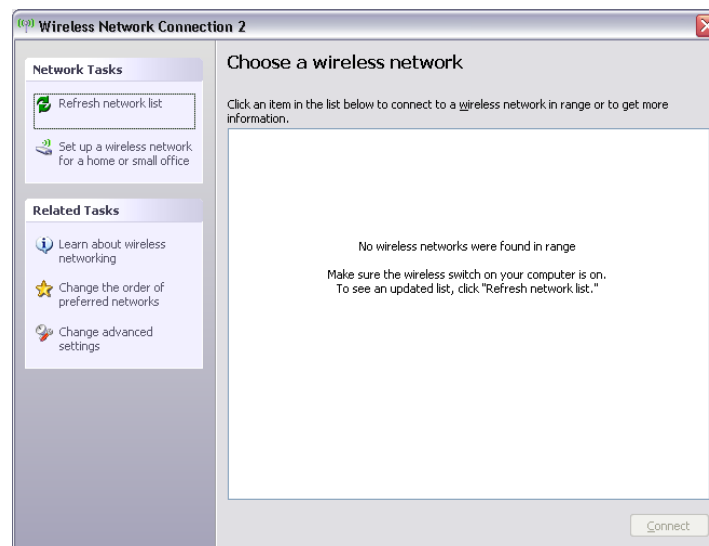 Wireless Network Connection 2
Network Tasks
Refresh network list
Set up a wireless network
for a home or small office
Related Tasks
Learn about wireless
networking
Change the order of
preferred networks
Change advanced
settings
Choose a wireless network
Click an item in the list below to connect to a wireless network in range or to get more
information.
No wireless networks were found in range
Make sure the wireless switch on your computer is on.
To see an updated list, click "Refresh network list."
Connect